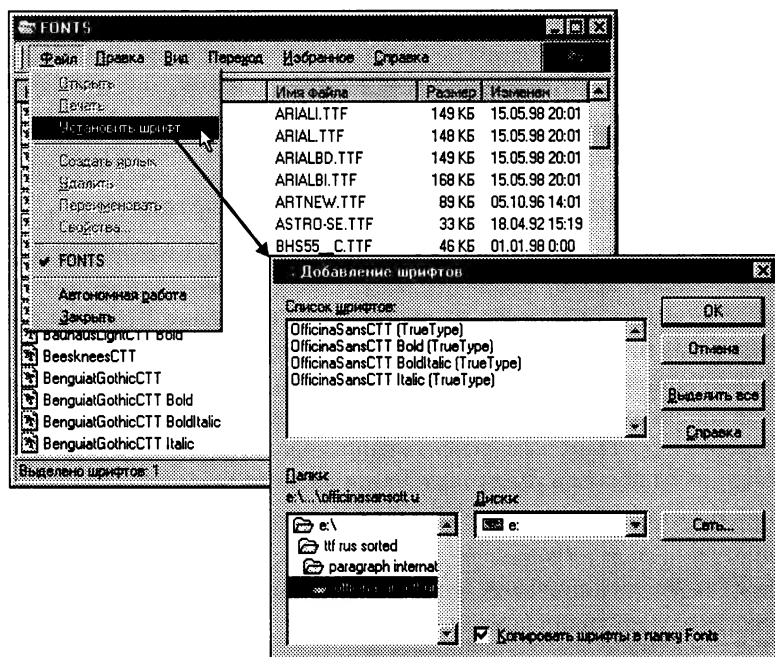 FONTS
Файл Правка Вид Переход Избранное Справка
Открыть
Печать
Установить шрифт
Создать ярлык
Удалить
Переименовать
Свойства...
FONTS
Автономная работа
Закрыть
Имя файла Размер Изменен
ARIALI.TTF 149 КБ 15.05.98 20:01
ARIAL.TTF 148 КБ 15.05.98 20:01
ARIALBD.TTF 149 КБ 15.05.98 20:01
ARIALBI.TTF 168 КБ 15.05.98 20:01
ARTNEW.TTF 89 КБ 05.10.96 14:01
ASTRO-SE.TTF 33 КБ 18.04.92 15:19
BHS55__C.TTF 46 КБ 01.01.98 0:00
BauhausLightCTT Bold
BeeskneesCTT
BenguiatGothicCTT
BenguiatGothicCTT Bold
BenguiatGothicCTT BoldItalic
BenguiatGothicCTT Italic
Выделено шрифтов: 1
Добавление шрифтов
Список шрифтов:
OfficinaSansCTT (TrueType)
OfficinaSansCTT Bold (TrueType)
OfficinaSansCTT BoldItalic (TrueType)
OfficinaSansCTT Italic (TrueType)
OK
Отмена
Выделить все
Справка
Папки:
e:\...\officinasansctt u
Диски:
e:\
ttf rus sorted
paragraph internat
e:
Сеть...
Копировать шрифты в папку Fonts